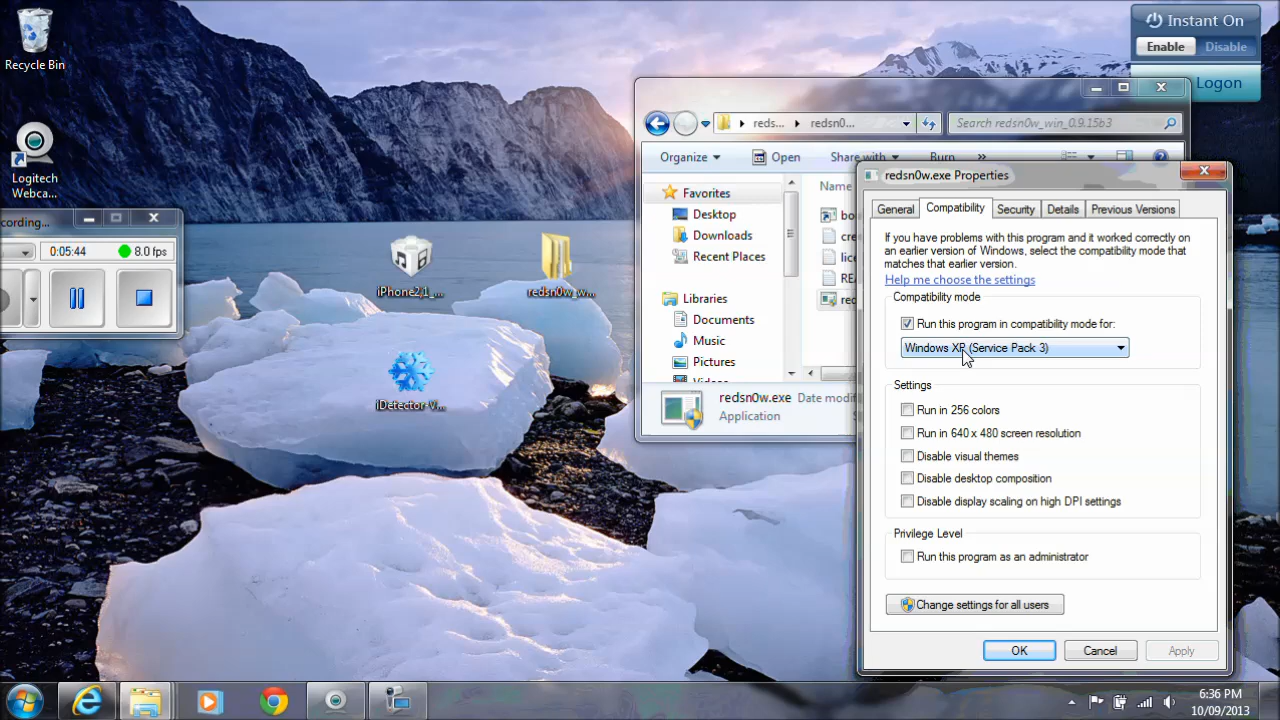 Recycle Bin
Logitech
Webca...
cording...
0:05:44
8.0 fps
iPhone2,1_...
redsn0w_w...
iDetector-V...
Instant On
Enable
Disable
Logon
reds...
redsn0...
Search redsn0w_win_0.9.15b3
Organize
Open
Share with
Burn
»
Favorites
Desktop
Downloads
Recent Places
Libraries
Documents
Music
Pictures
Name
bo
cre
lice
REA
red
redsn0w.exe
Date modif
Application
redsn0w.exe Properties
General
Compatibility
Security
Details
Previous Versions
If you have problems with this program and it worked correctly on
an earlier version of Windows, select the compatibility mode that
matches that earlier version.
Help me choose the settings
Compatibility mode
Run this program in compatibility mode for:
Windows XP (Service Pack 3)
Settings
Run in 256 colors
Run in 640 x 480 screen resolution
Disable visual themes
Disable desktop composition
Disable display scaling on high DPI settings
Privilege Level
Run this program as an administrator
Change settings for all users
OK
Cancel
Apply
6:36 PM
10/09/2013